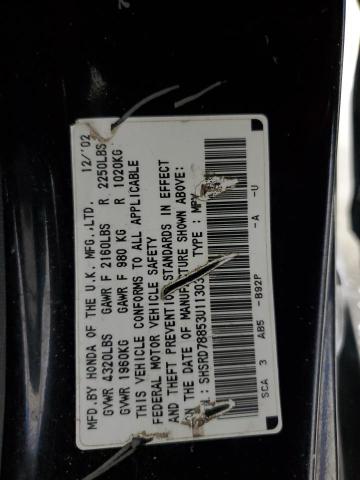 MFD.BY HONDA OF THE U.K. MFG.,LTD. 12/'02
GVWR 4320LBS GAWR F 2160LBS R 2250LBS
GVWR 1960KG GAWR F 980 KG R 1020KG
THIS VEHICLE CONFORMS TO ALL APPLICABLE
FEDERAL MOTOR VEHICLE SAFETY
AND THEFT PREVENTION STANDARDS IN EFFECT
ON THE DATE OF MANUFACTURE SHOWN ABOVE:
: SHSRD78853U11303 TYPE : MPV
SCA 3 AB5 -B92P -A -U